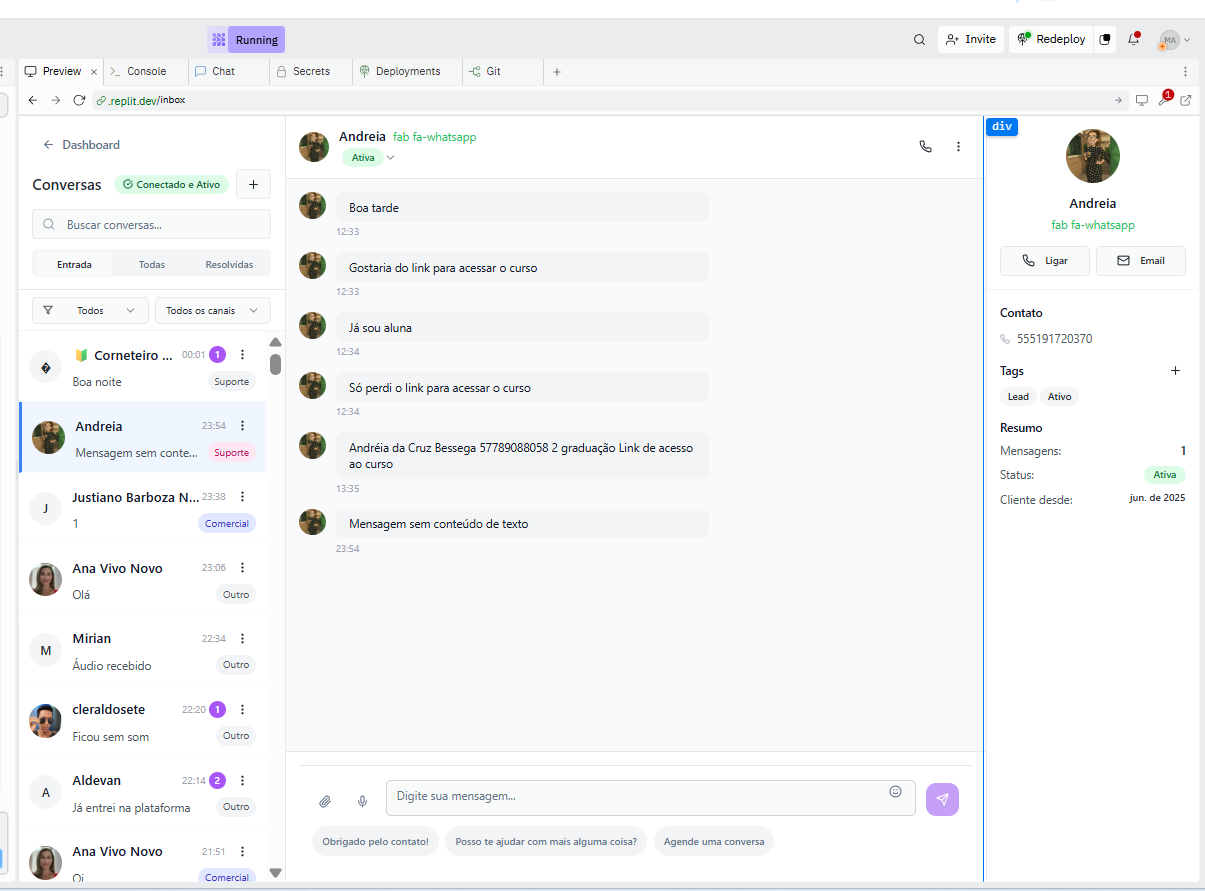 Running
Invite
Redeploy
MA
Preview
Console
Chat
Secrets
Deployments
Git
.replit.dev/inbox
1
Dashboard
Conversas
Conectado e Ativo
Buscar conversas...
Entrada
Todas
Resolvidas
Todos
Todos os canais
Corneteiro ...
00:01
1
Boa noite
Suporte
Andreia
23:54
Mensagem sem conte...
Suporte
J
Justiano Barboza N...
23:38
1
Comercial
Ana Vivo Novo
23:06
Olá
Outro
M
Mirian
22:34
Áudio recebido
Outro
cleraldosete
22:20
1
Ficou sem som
Outro
A
Aldevan
22:14
2
Já entrei na plataforma
Outro
Ana Vivo Novo
21:51
Oi
Comercial
Andreia fab fa-whatsapp
Ativa
Boa tarde
12:33
Gostaria do link para acessar o curso
12:33
Já sou aluna
12:34
Só perdi o link para acessar o curso
12:34
Andréia da Cruz Bessega 57789088058 2 graduação Link de acesso
ao curso
13:35
Mensagem sem conteúdo de texto
23:54
Digite sua mensagem...
Obrigado pelo contato!
Posso te ajudar com mais alguma coisa?
Agende uma conversa
div
Andreia
fab fa-whatsapp
Ligar
Email
Contato
555191720370
Tags
Lead
Ativo
Resumo
Mensagens: 1
Status: Ativa
Cliente desde: jun. de 2025